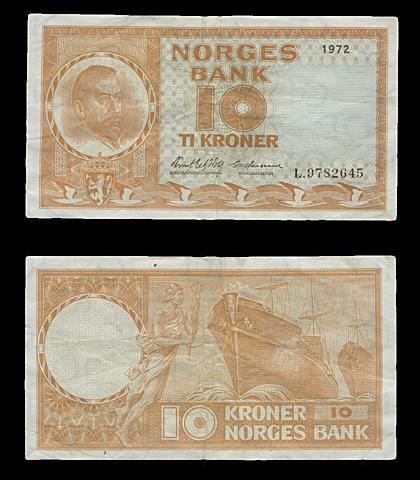 NORGES
1972
BANK
10
TI KRONER
L.9782645
10 KRONER 10
NORGES BANK